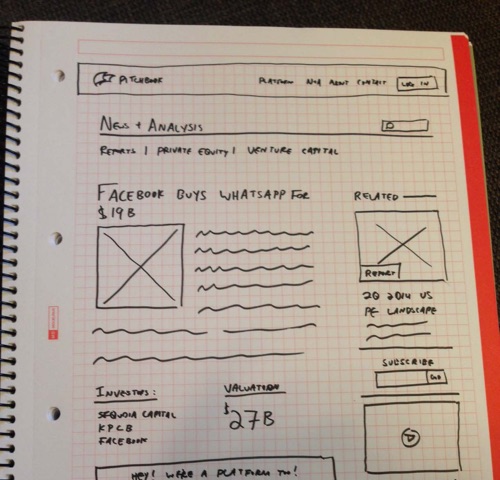 PITCHBOOK
PLATFORM N+A ABOUT CONTACT LOG IN
NEWS + ANALYSIS
REPORTS | PRIVATE EQUITY | VENTURE CAPITAL
FACEBOOK BUYS WHATSAPP FOR
$19B
RELATED
REPORT
2Q 2014 US
PE LANDSCAPE
SUBSCRIBE
GO
INVESTORS:
SEQUOIA CAPITAL
KPCB
FACEBOOK
VALUATION
$27B
HEY! WE'RE A PLATFORM TOO!